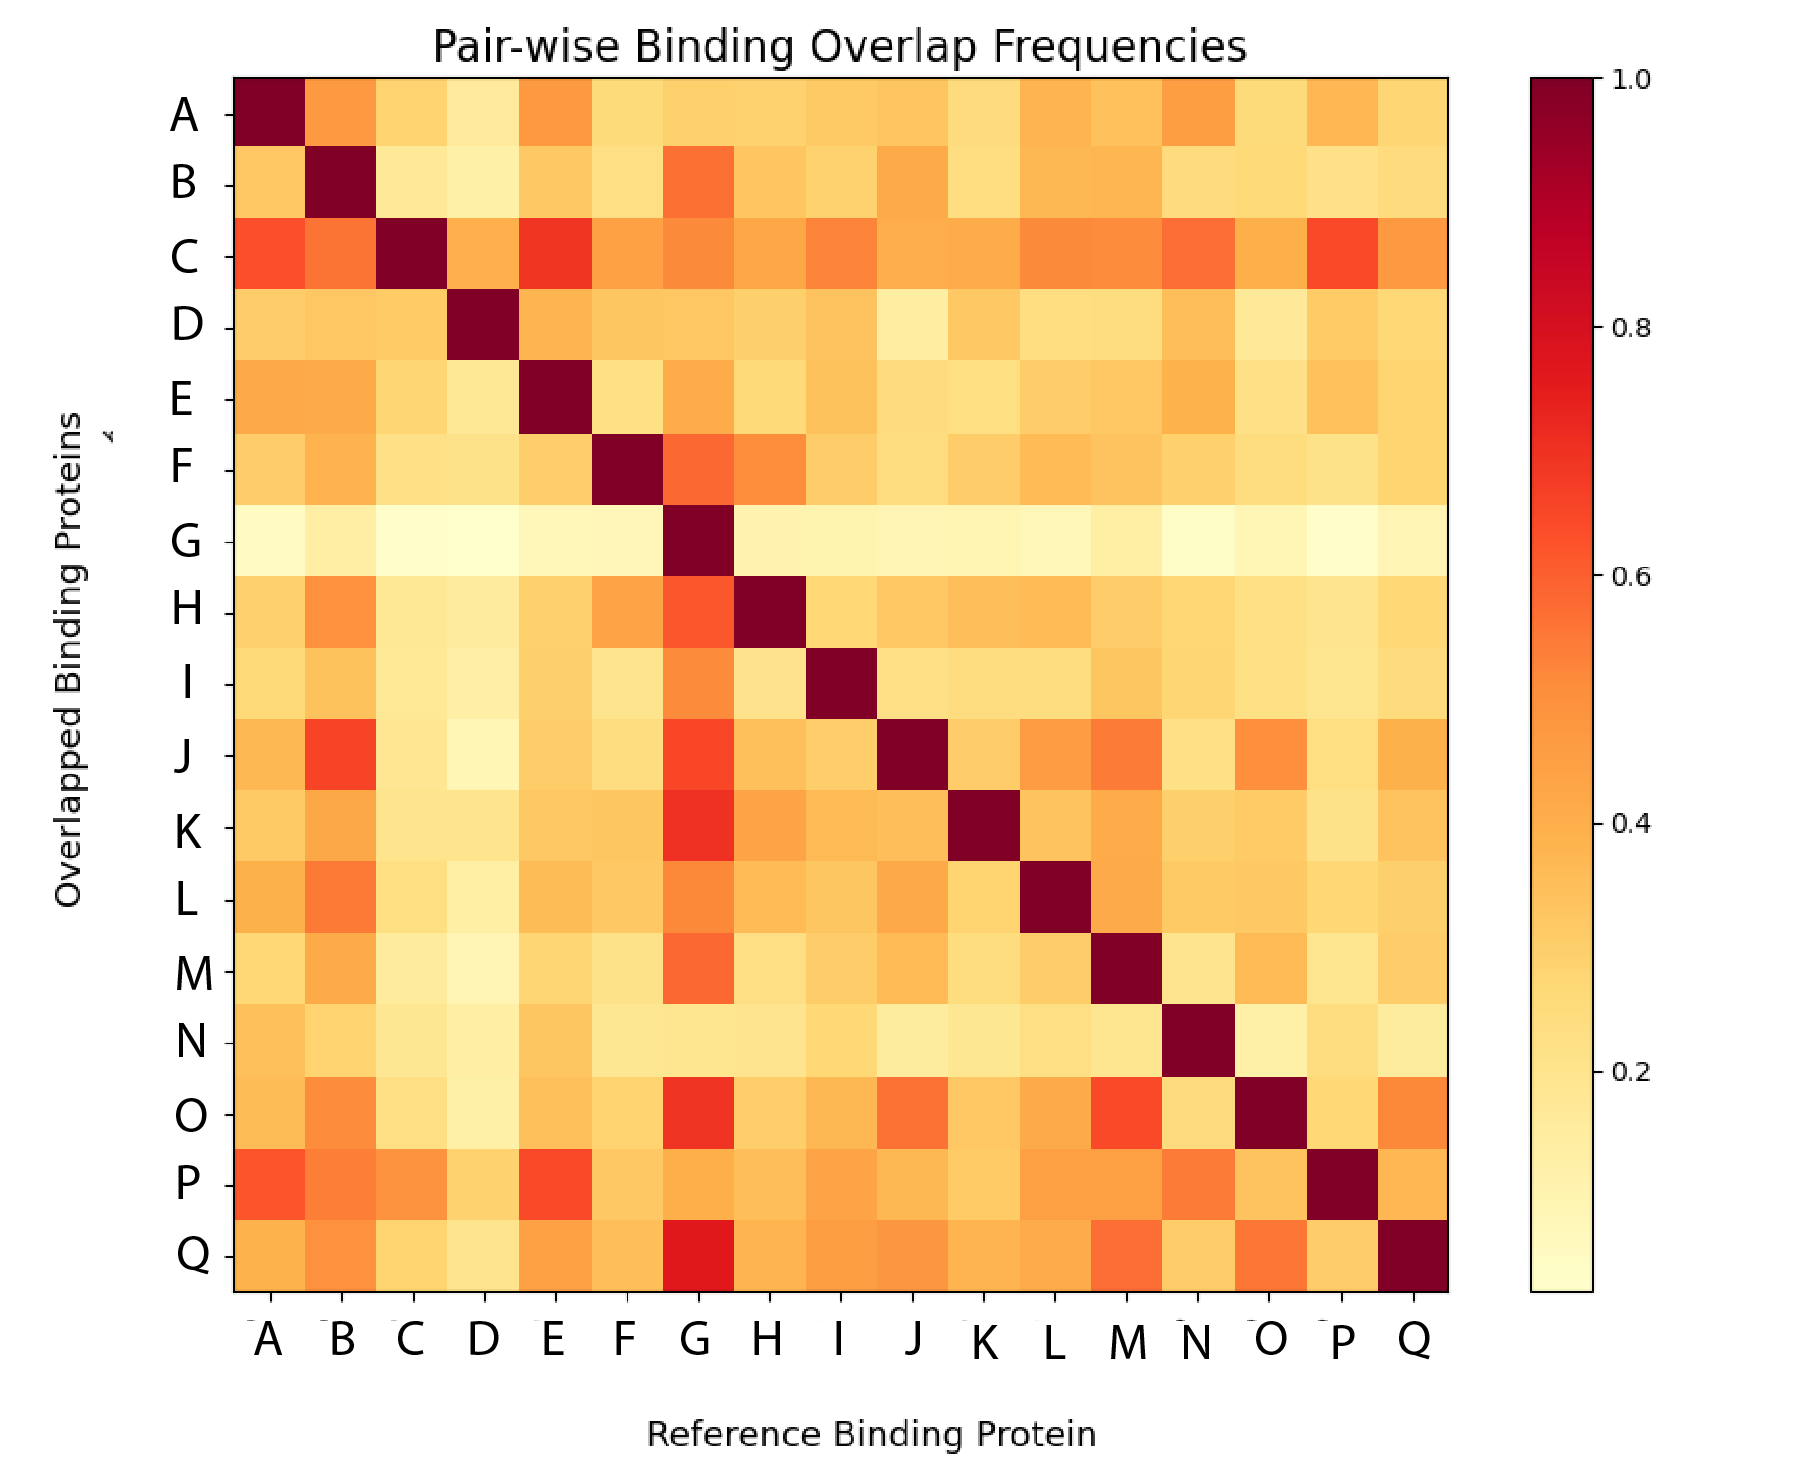 Pair-wise Binding Overlap Frequencies
A
B
C
D
E
F
G
H
I
J
K
L
M
N
O
P
Q
Overlapped Binding Proteins
A B C D E F G H I J K L M N O P Q
Reference Binding Protein
1.0
0.8
0.6
0.4
0.2